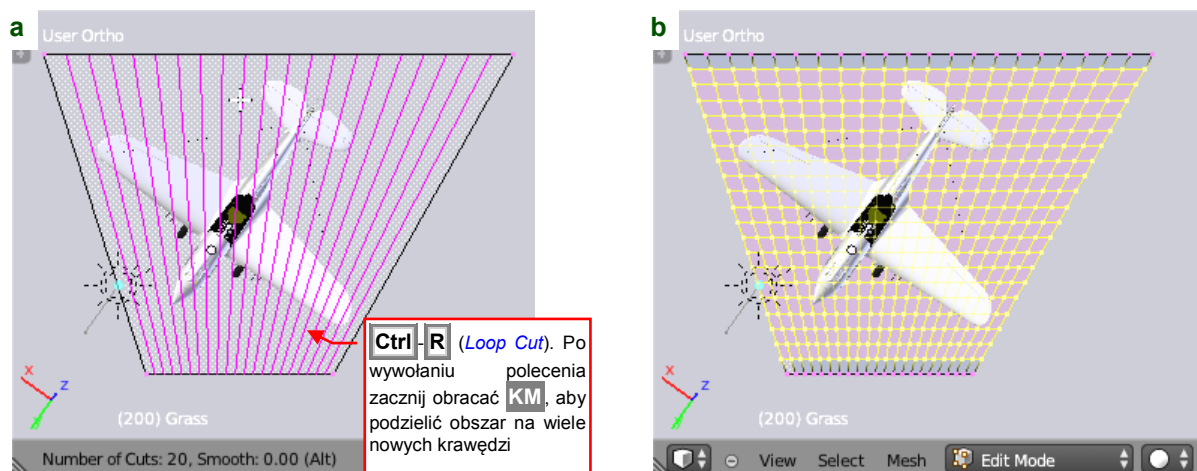 a
User Ortho
x
z
y
(200) Grass
Number of Cuts: 20, Smooth: 0.00 (Alt)
Ctrl-R (Loop Cut). Po
wywołaniu polecenia
zacznij obracać KM, aby
podzielić obszar na wiele
nowych krawędzi
b
User Ortho
x
z
y
(200) Grass
View Select Mesh Edit Mode